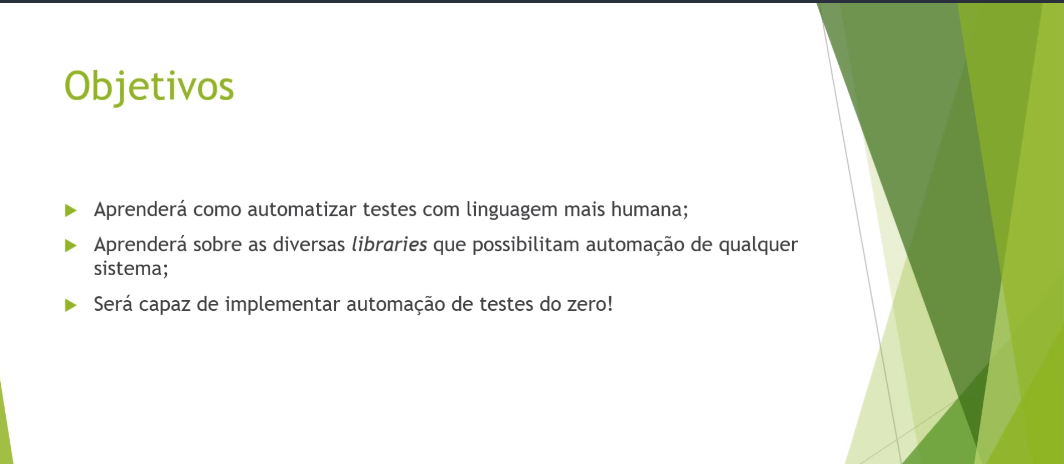 Objetivos
Aprenderá como automatizar testes com linguagem mais humana;
Aprenderá sobre as diversas libraries que possibilitam automação de qualquer
sistema;
Será capaz de implementar automação de testes do zero!